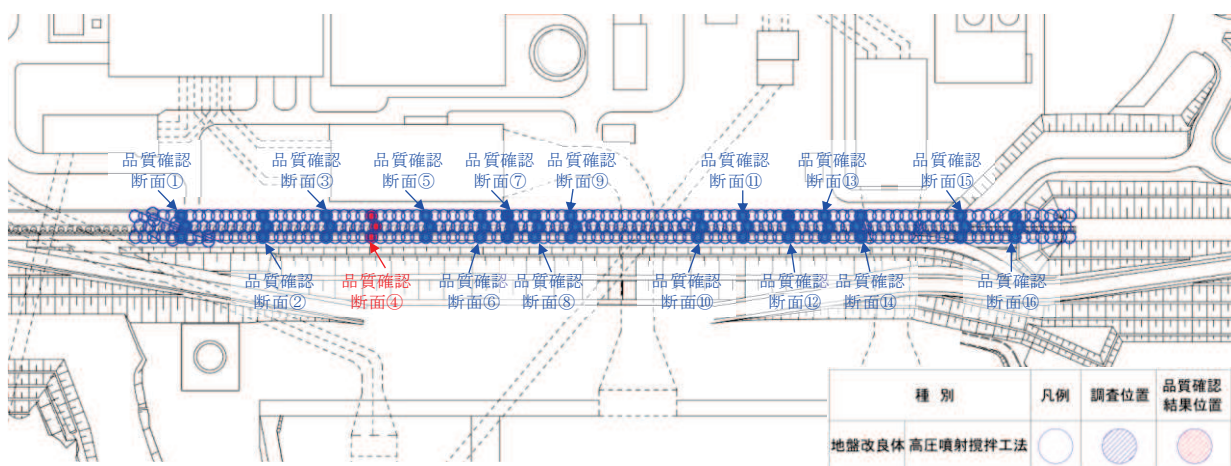 品質確認
断面①
品質確認
断面③
品質確認
断面⑤
品質確認
断面⑦
品質確認
断面⑨
品質確認
断面⑪
品質確認
断面⑬
品質確認
断面⑮
品質確認
断面②
品質確認
断面④
品質確認
断面⑥
品質確認
断面⑧
品質確認
断面⑩
品質確認
断面⑫
品質確認
断面⑭
品質確認
断面⑯
種 別 凡例 調査位置 品質確認
結果位置
地盤改良体 高圧噴射撹拌工法